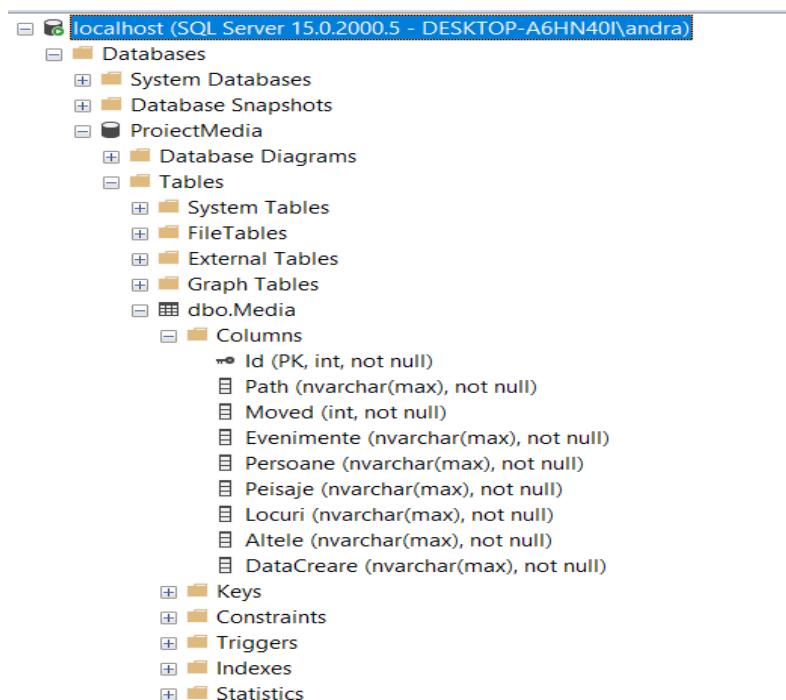 localhost (SQL Server 15.0.2000.5 - DESKTOP-A6HN40I\andra)
Databases
System Databases
Database Snapshots
ProiectMedia
Database Diagrams
Tables
System Tables
FileTables
External Tables
Graph Tables
dbo.Media
Columns
Id (PK, int, not null)
Path (nvarchar(max), not null)
Moved (int, not null)
Evenimente (nvarchar(max), not null)
Persoane (nvarchar(max), not null)
Peisaje (nvarchar(max), not null)
Locuri (nvarchar(max), not null)
Altele (nvarchar(max), not null)
DataCreare (nvarchar(max), not null)
Keys
Constraints
Triggers
Indexes
Statistics